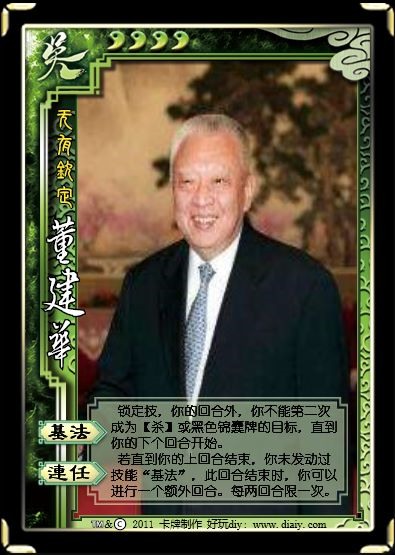 吴
无有钦定
董建華
基法
锁定技，你的回合外，你不能第二次
成为【杀】或黑色锦囊牌的目标，直到
你的下个回合开始。
連任
若直到你的上回合结束，你未发动过
技能“基法”，此回合结束时，你可以
进行一个额外回合。每两回合限一次。
™&© 2011 卡牌制作 好玩diy: www.diaiy.com